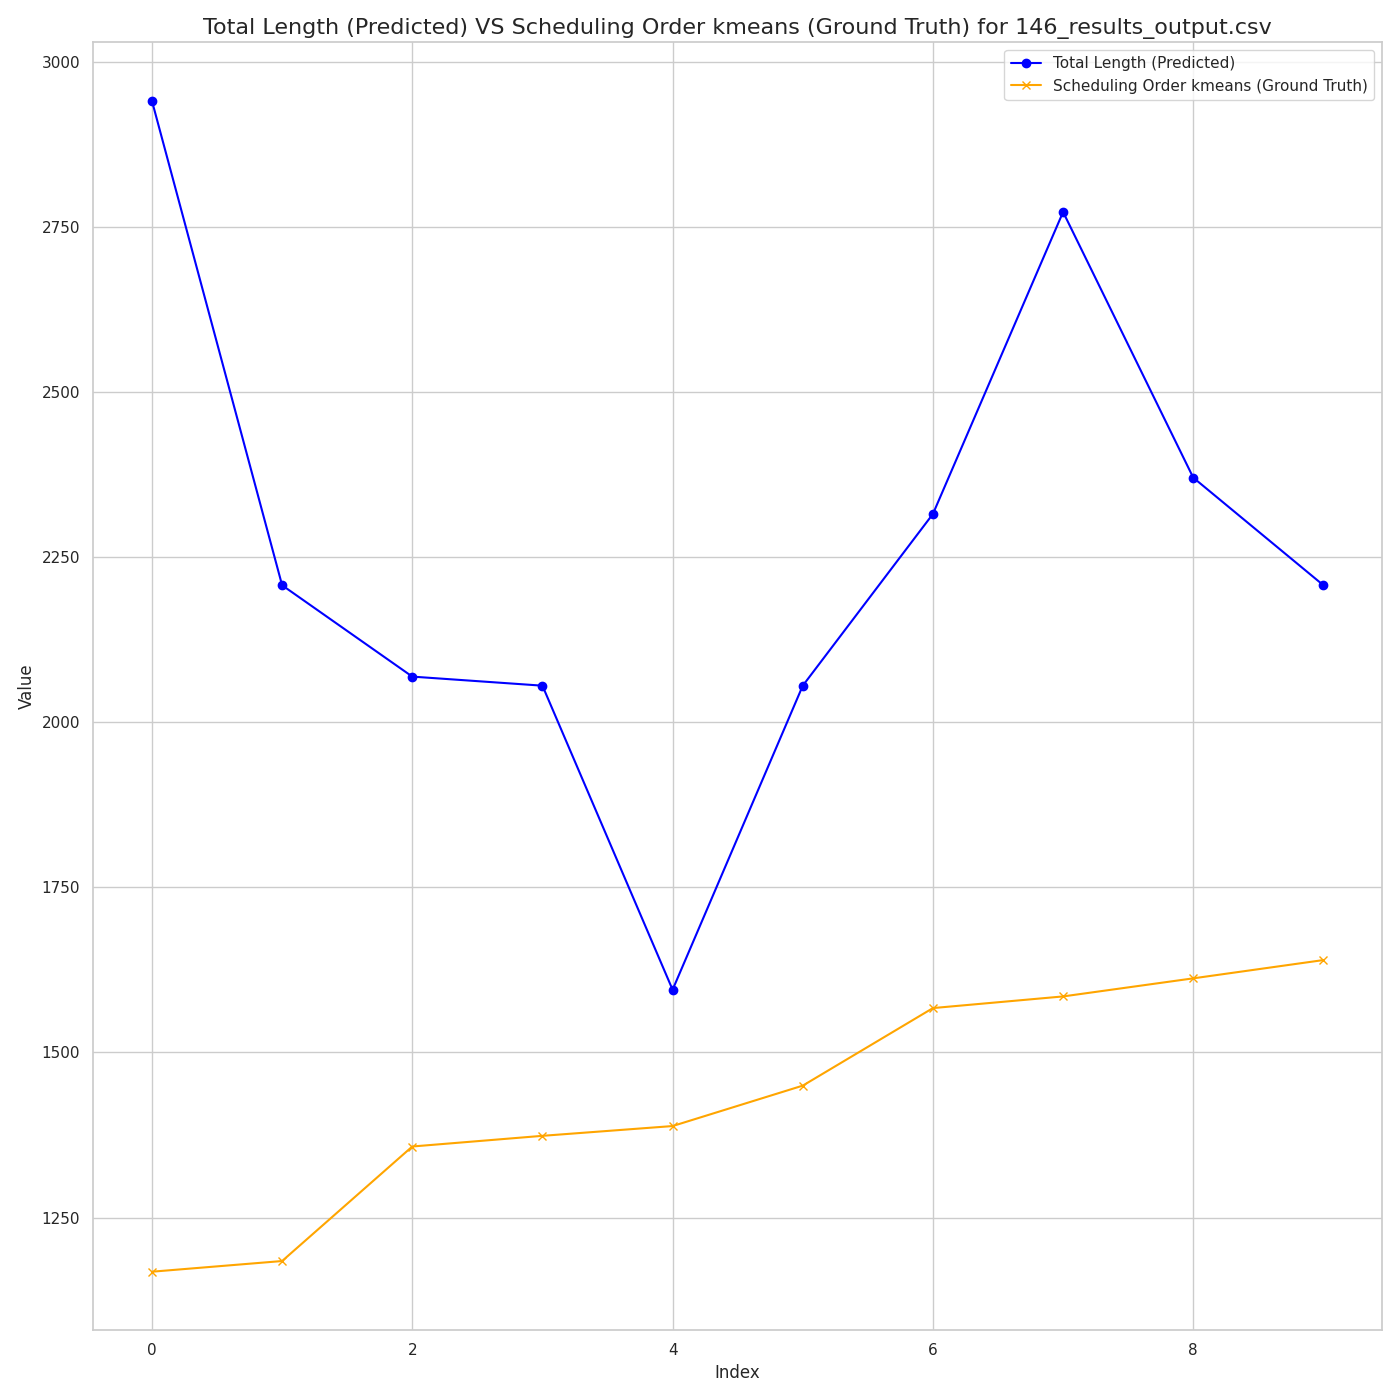 Total Length (Predicted) VS Scheduling Order kmeans (Ground Truth) for 146_results_output.csv
Total Length (Predicted)
Scheduling Order kmeans (Ground Truth)
3000
2750
2500
2250
2000
1750
1500
1250
Value
0
2
4
6
8
Index